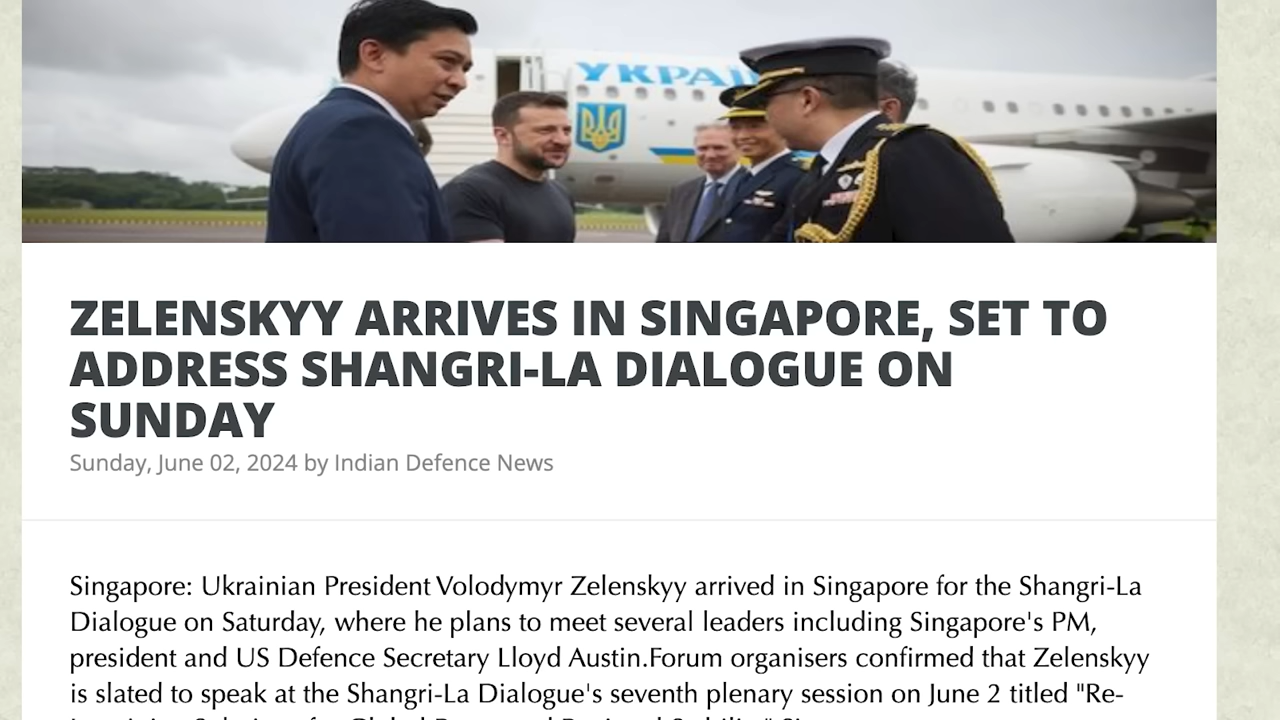 УКРАЇ
ZELENSKYY ARRIVES IN SINGAPORE, SET TO
ADDRESS SHANGRI-LA DIALOGUE ON
SUNDAY
Sunday, June 02, 2024 by Indian Defence News
Singapore: Ukrainian President Volodymyr Zelenskyy arrived in Singapore for the Shangri-La
Dialogue on Saturday, where he plans to meet several leaders including Singapore's PM,
president and US Defence Secretary Lloyd Austin.Forum organisers confirmed that Zelenskyy
is slated to speak at the Shangri-La Dialogue's seventh plenary session on June 2 titled "Re-